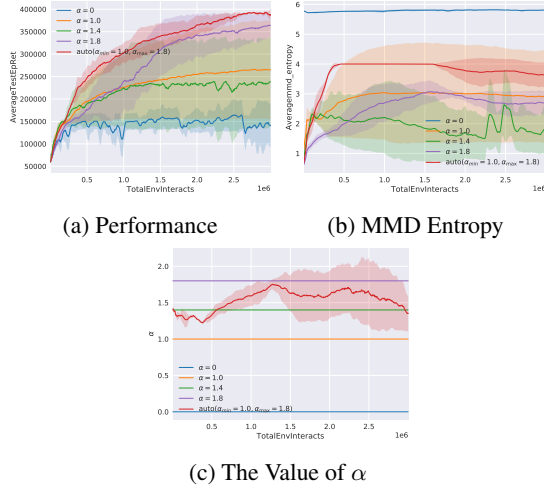 400000
350000
300000
250000
200000
150000
100000
50000
AverageTestEpRet
α = 0
α = 1.0
α = 1.4
α = 1.8
auto(αmin = 1.0, αmax = 1.8)
0.5 1.0 1.5 2.0 2.5
1e6
TotalEnvInteracts
(a) Performance
6
5
4
3
2
1
Averagemmd_entropy
α = 0
α = 1.0
α = 1.4
α = 1.8
auto(αmin = 1.0, αmax = 1.8)
0.5 1.0 1.5 2.0 2.5
1e6
TotalEnvInteracts
(b) MMD Entropy
2.0
1.5
1.0
0.5
0.0
α
α = 0
α = 1.0
α = 1.4
α = 1.8
auto(αmin = 1.0, αmax = 1.8)
0.5 1.0 1.5 2.0 2.5
1e6
TotalEnvInteracts
(c) The Value of α